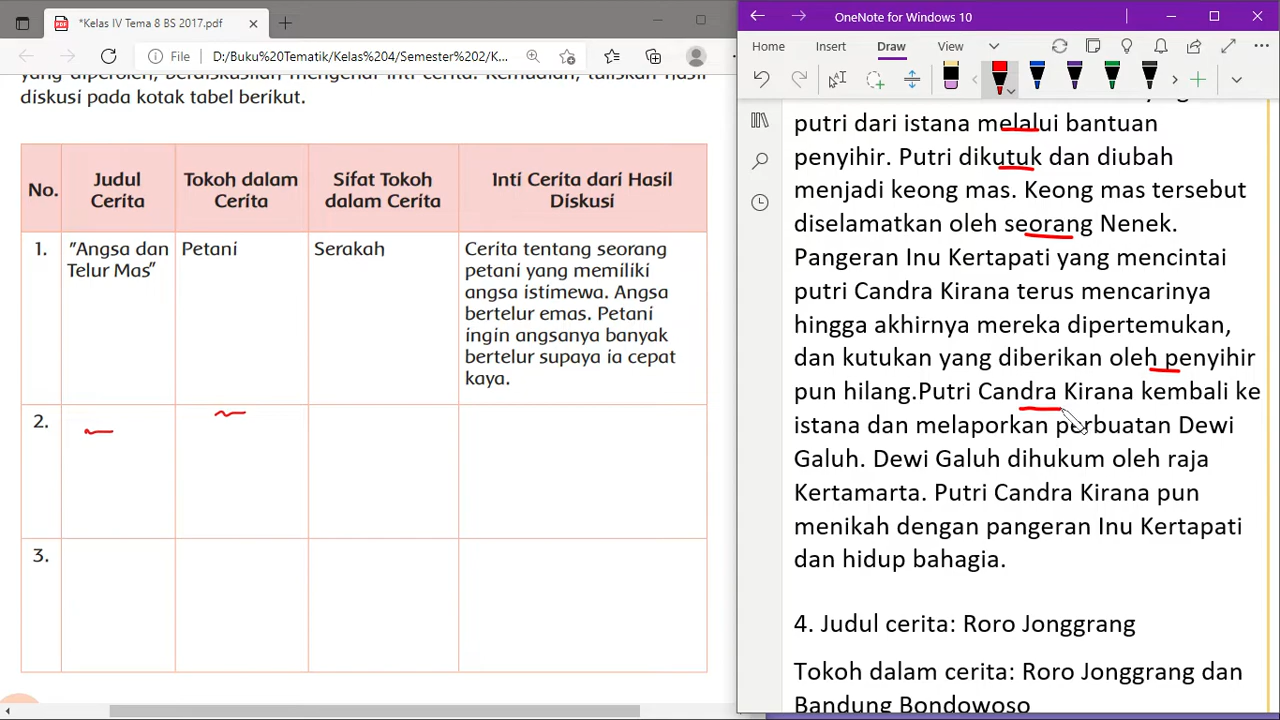 *Kelas IV Tema 8 BS 2017.pdf
File
D:/Buku%20Tematik/Kelas%204/Semester%202/K...
diskusi pada kotak tabel berikut.
No.
Judul
Cerita
Tokoh dalam
Cerita
Sifat Tokoh
dalam Cerita
Inti Cerita dari Hasil
Diskusi
1.
"Angsa dan
Telur Mas"
Petani
Serakah
Cerita tentang seorang
petani yang memiliki
angsa istimewa. Angsa
bertelur emas. Petani
ingin angsanya banyak
bertelur supaya ia cepat
kaya.
2.
3.
OneNote for Windows 10
Home
Insert
Draw
View
putri dari istana melalui bantuan
penyihir. Putri dikutuk dan diubah
menjadi keong mas. Keong mas tersebut
diselamatkan oleh seorang Nenek.
Pangeran Inu Kertapati yang mencintai
putri Candra Kirana terus mencarinya
hingga akhirnya mereka dipertemukan,
dan kutukan yang diberikan oleh penyihir
pun hilang.Putri Candra Kirana kembali ke
istana dan melaporkan perbuatan Dewi
Galuh. Dewi Galuh dihukum oleh raja
Kertamarta. Putri Candra Kirana pun
menikah dengan pangeran Inu Kertapati
dan hidup bahagia.
4. Judul cerita: Roro Jonggrang
Tokoh dalam cerita: Roro Jonggrang dan
Bandung Bondowoso